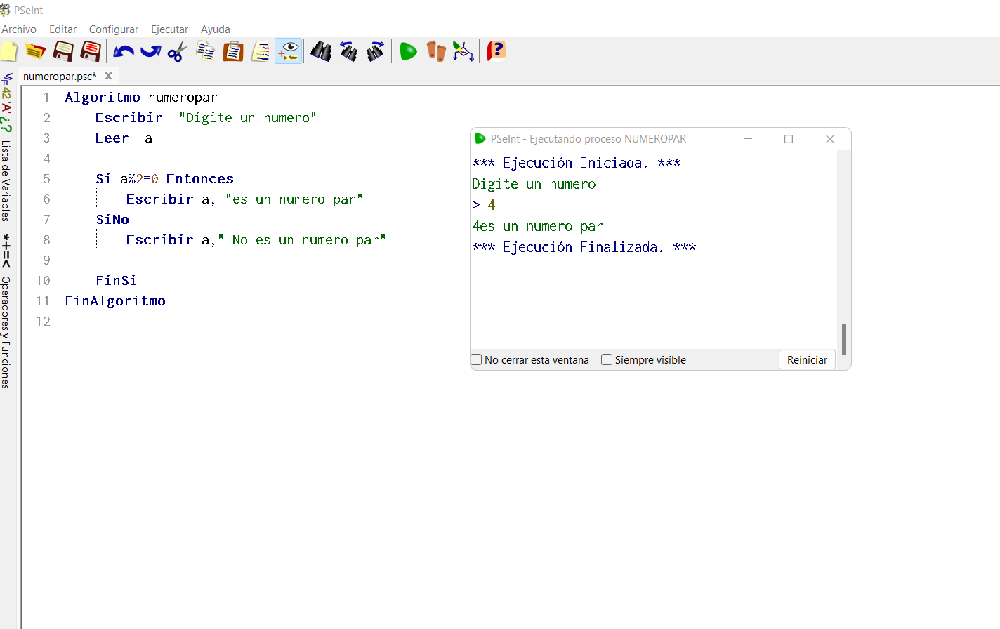 PSeInt
Archivo Editar Configurar Ejecutar Ayuda
numeropar.psc* X
1 Algoritmo numeropar
2 Escribir "Digite un numero"
3 Leer a
4
5 Si a%2=0 Entonces
6 Escribir a, "es un numero par"
7 SiNo
8 Escribir a," No es un numero par"
9
10 FinSi
11 FinAlgoritmo
12
V/F 42 'A' ¿? Lista de Variables
*+=< Operadores y Funciones
PSeInt - Ejecutando proceso NUMEROPAR
*** Ejecución Iniciada. ***
Digite un numero
> 4
4es un numero par
*** Ejecución Finalizada. ***
No cerrar esta ventana Siempre visible Reiniciar